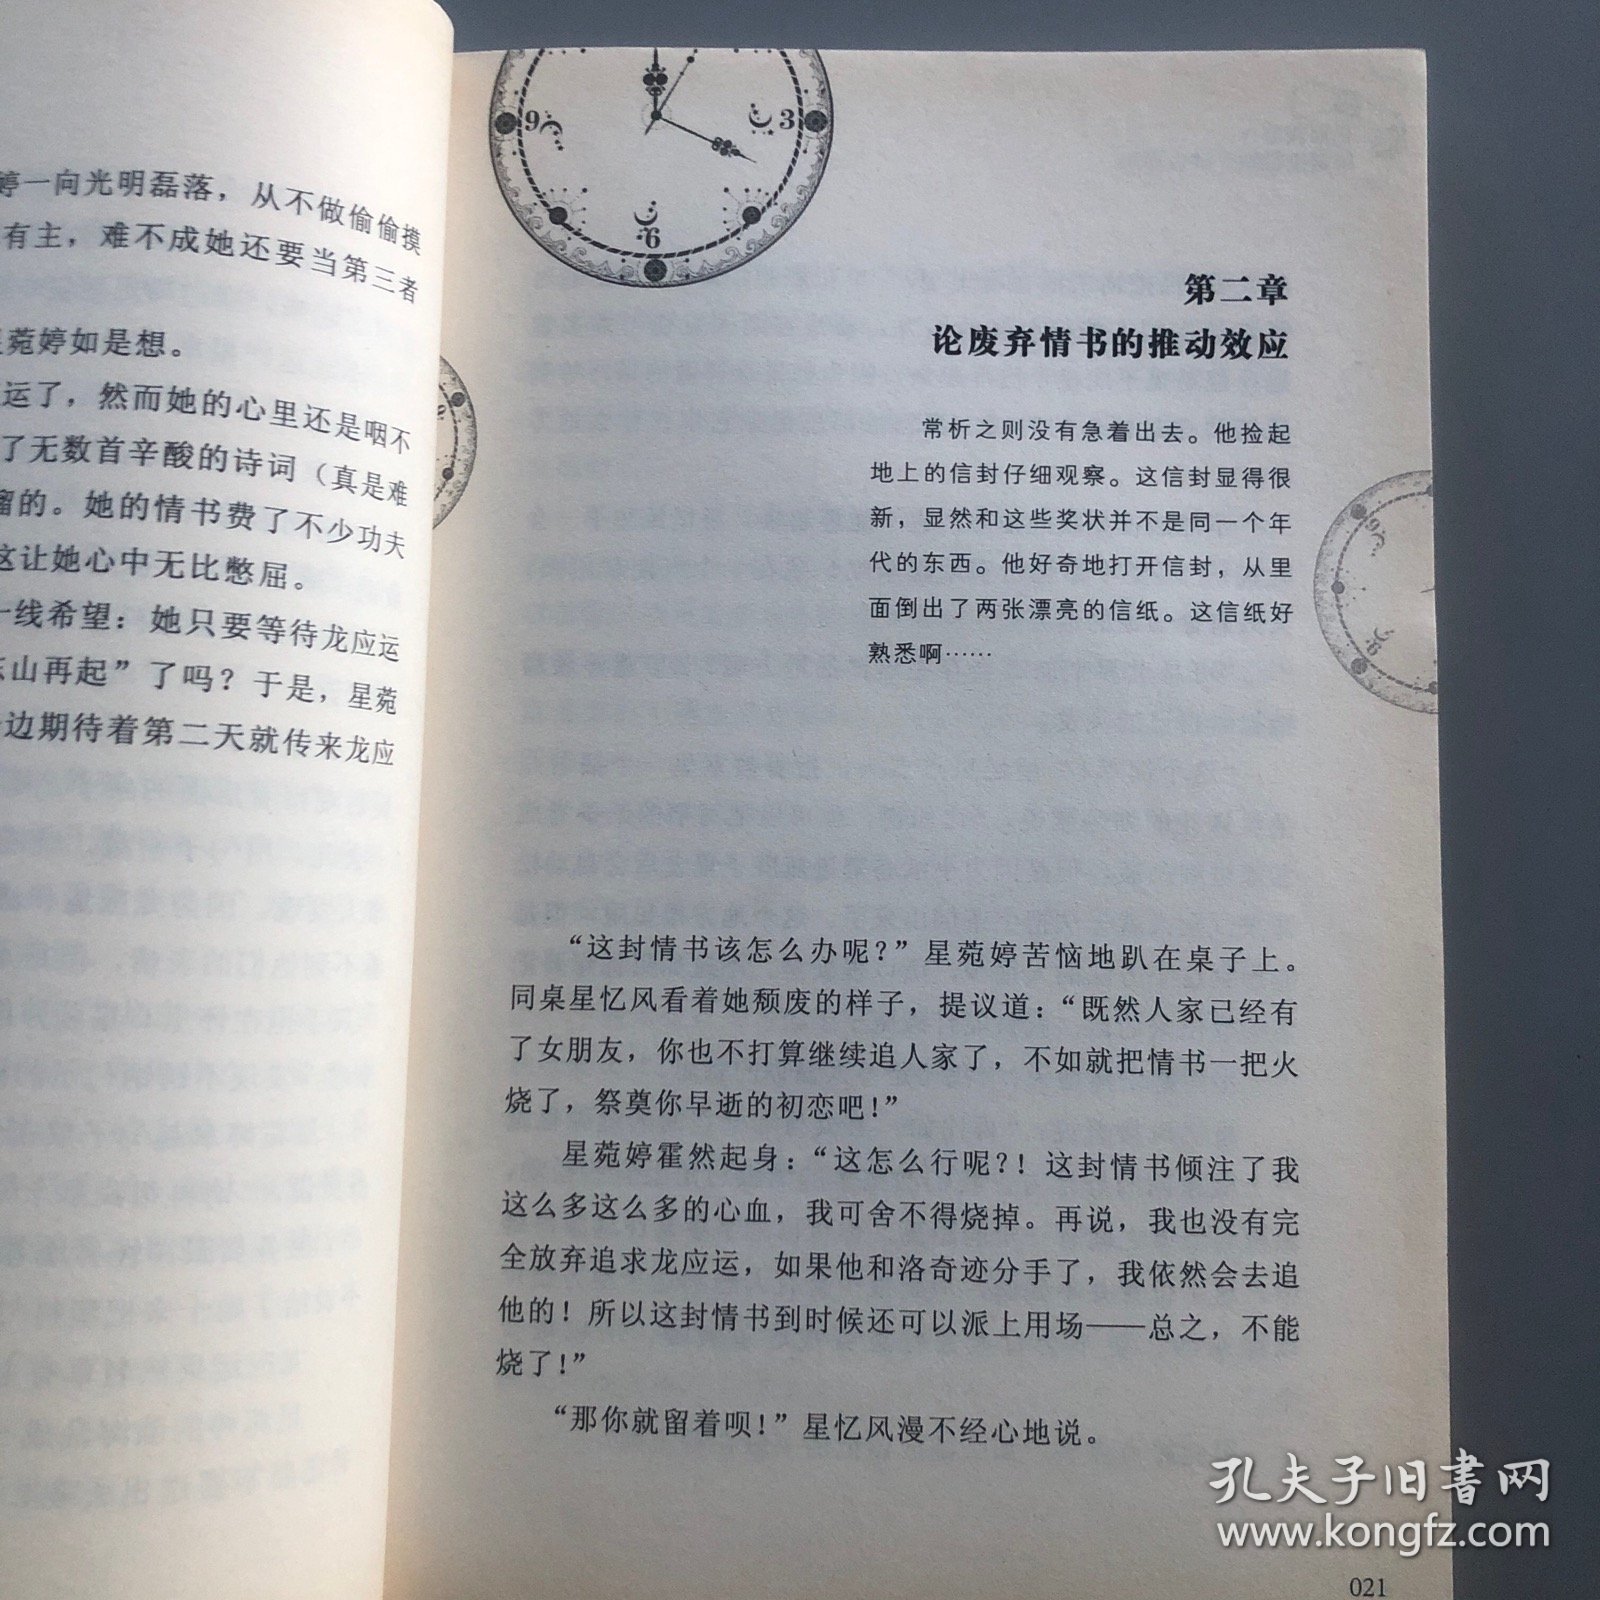 婷一向光明磊落，从不做偷偷摸
有主，难不成她还要当第三者
菀婷如是想。
运了，然而她的心里还是咽不
了无数首辛酸的诗词（真是难
溜的。她的情书费了不少功夫
这让她心中无比憋屈。
一线希望：她只要等待龙应运
东山再起”了吗？于是，星菀
边期待着第二天就传来龙应
9
3
6
第二章
论废弃情书的推动效应
常析之则没有急着出去。他捡起
地上的信封仔细观察。这信封显得很
新，显然和这些奖状并不是同一个年
代的东西。他好奇地打开信封，从里
面倒出了两张漂亮的信纸。这信纸好
熟悉啊……
“这封情书该怎么办呢？”星菀婷苦恼地趴在桌子上。
同桌星忆风看着她颓废的样子，提议道：“既然人家已经有
了女朋友，你也不打算继续追人家了，不如就把情书一把火
烧了，祭奠你早逝的初恋吧！”
星菀婷霍然起身：“这怎么行呢？！这封情书倾注了我
这么多这么多的心血，我可舍不得烧掉。再说，我也没有完
全放弃追求龙应运，如果他和洛奇迹分手了，我依然会去追
他的！所以这封情书到时候还可以派上用场——总之，不能
烧了！”
“那你就留着呗！”星忆风漫不经心地说。
孔夫子旧書网
www.kongfz.com
021